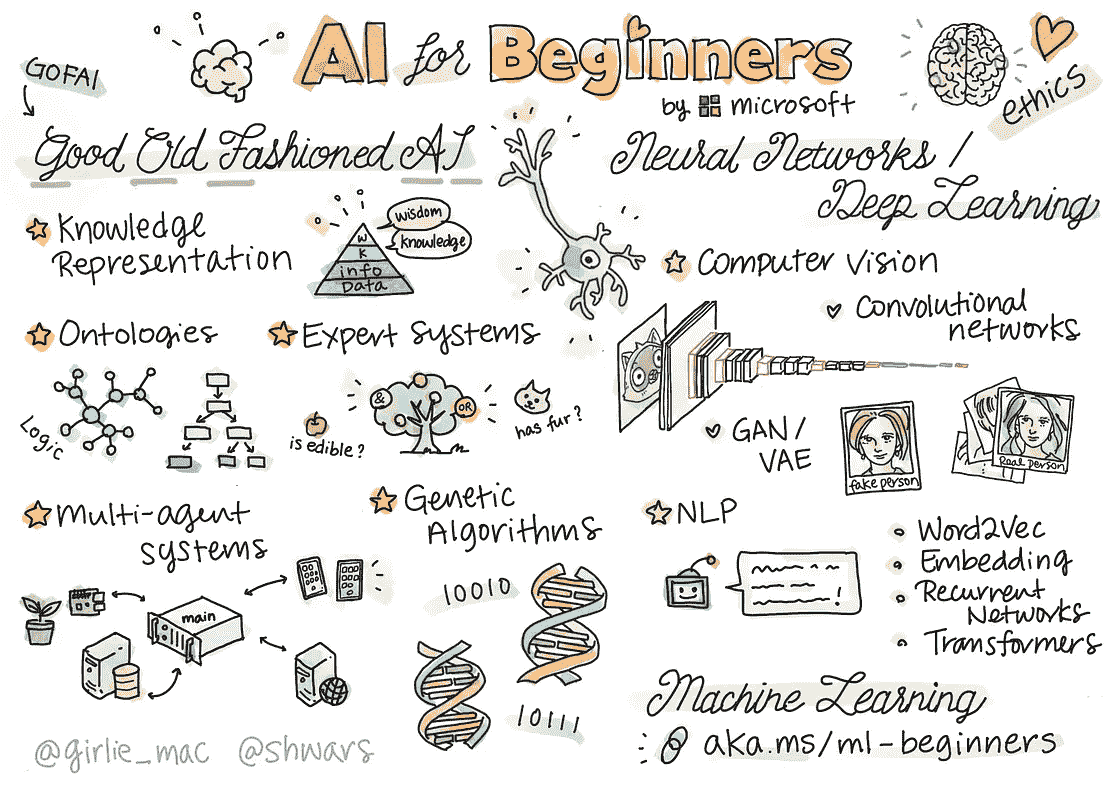 AI for Beginners
by microsoft
GOFAI
ethics
Good Old Fashioned AI
Knowledge
Representation
wisdom
knowledge
W
K
info
Data
Ontologies
Logic
Expert Systems
&
OR
is edible?
has fur?
Multi-agent
systems
main
Genetic
Algorithms
10010
10111
@girlie_mac @shwars
Neural Networks /
Deep Learning
Computer Vision
Convolutional
networks
GAN /
VAE
fake person
Real person
NLP
!
Word2Vec
Embedding
Recurrent
Networks
Transformers
Machine Learning
aka.ms/ml-beginners